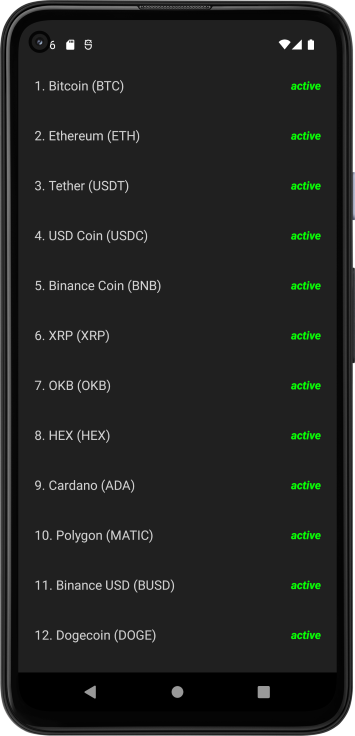 6
1. Bitcoin (BTC) active
2. Ethereum (ETH) active
3. Tether (USDT) active
4. USD Coin (USDC) active
5. Binance Coin (BNB) active
6. XRP (XRP) active
7. OKB (OKB) active
8. HEX (HEX) active
9. Cardano (ADA) active
10. Polygon (MATIC) active
11. Binance USD (BUSD) active
12. Dogecoin (DOGE) active